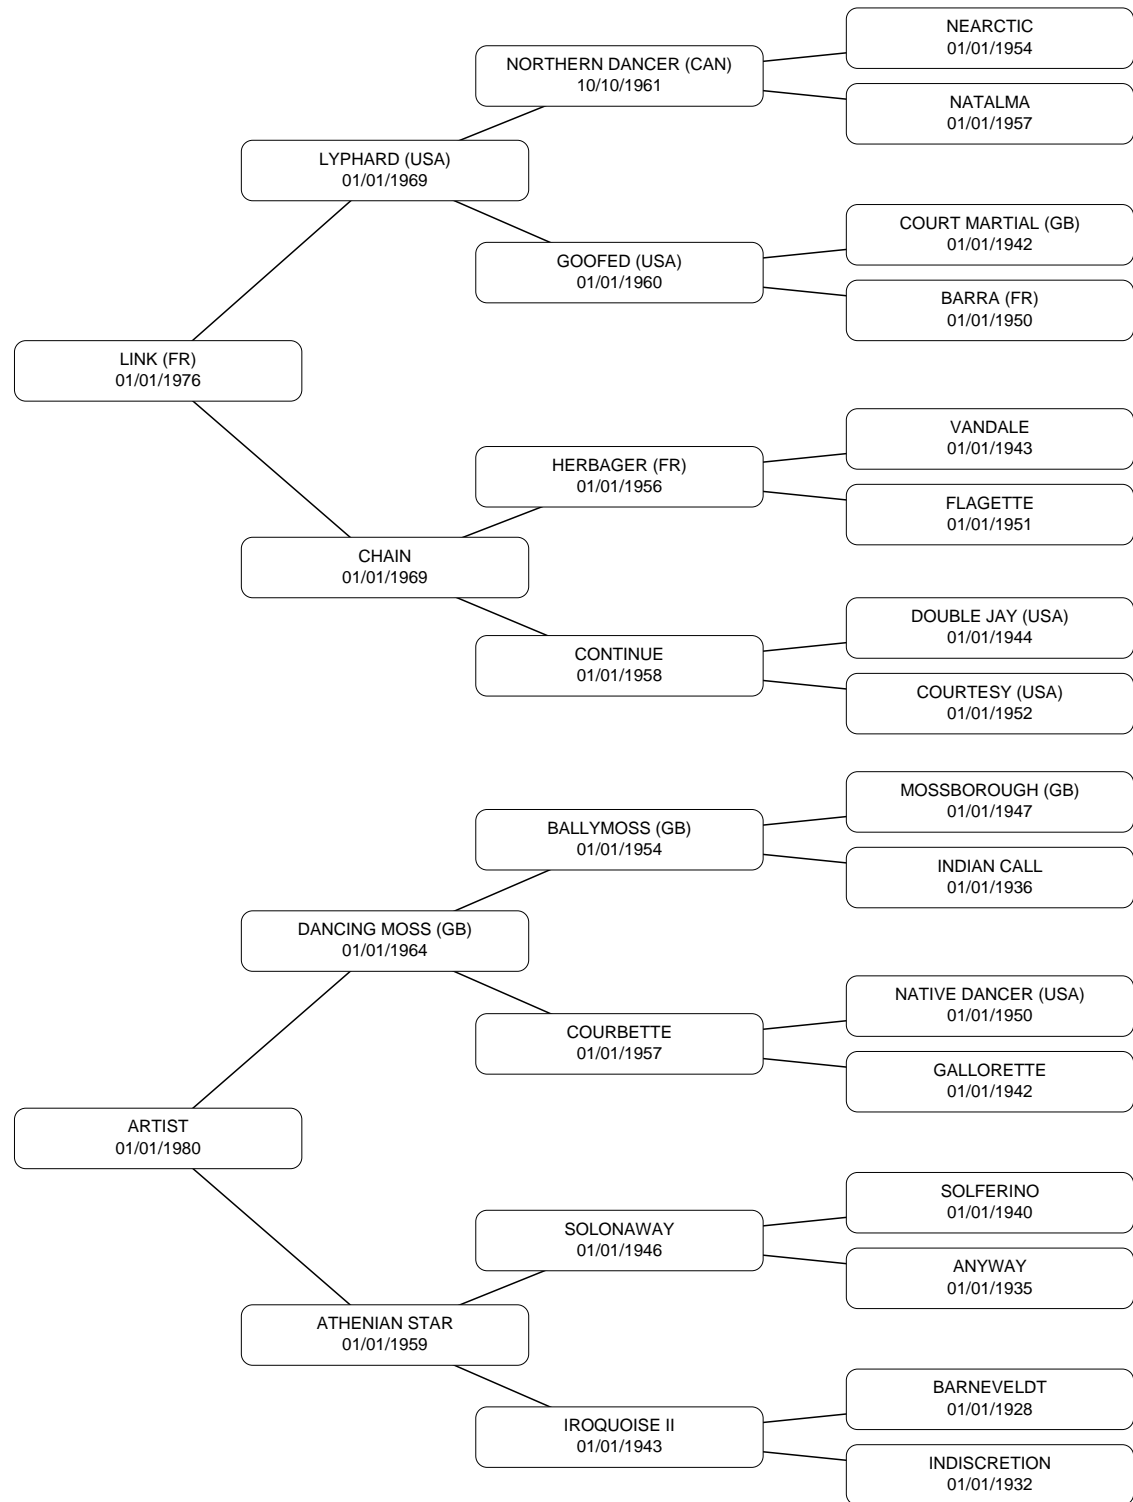 NEARCTIC
01/01/1954
NORTHERN DANCER (CAN)
10/10/1961
NATALMA
01/01/1957
LYPHARD (USA)
01/01/1969
COURT MARTIAL (GB)
01/01/1942
GOOFED (USA)
01/01/1960
BARRA (FR)
01/01/1950
LINK (FR)
01/01/1976
VANDALE
01/01/1943
HERBAGER (FR)
01/01/1956
FLAGETTE
01/01/1951
CHAIN
01/01/1969
DOUBLE JAY (USA)
01/01/1944
CONTINUE
01/01/1958
COURTESY (USA)
01/01/1952
MOSSBOROUGH (GB)
01/01/1947
BALLYMOSS (GB)
01/01/1954
INDIAN CALL
01/01/1936
DANCING MOSS (GB)
01/01/1964
NATIVE DANCER (USA)
01/01/1950
COURBETTE
01/01/1957
GALLORETTE
01/01/1942
ARTIST
01/01/1980
SOLFERINO
01/01/1940
SOLONAWAY
01/01/1946
ANYWAY
01/01/1935
ATHENIAN STAR
01/01/1959
BARNEVELDT
01/01/1928
IROQUOISE II
01/01/1943
INDISCRETION
01/01/1932